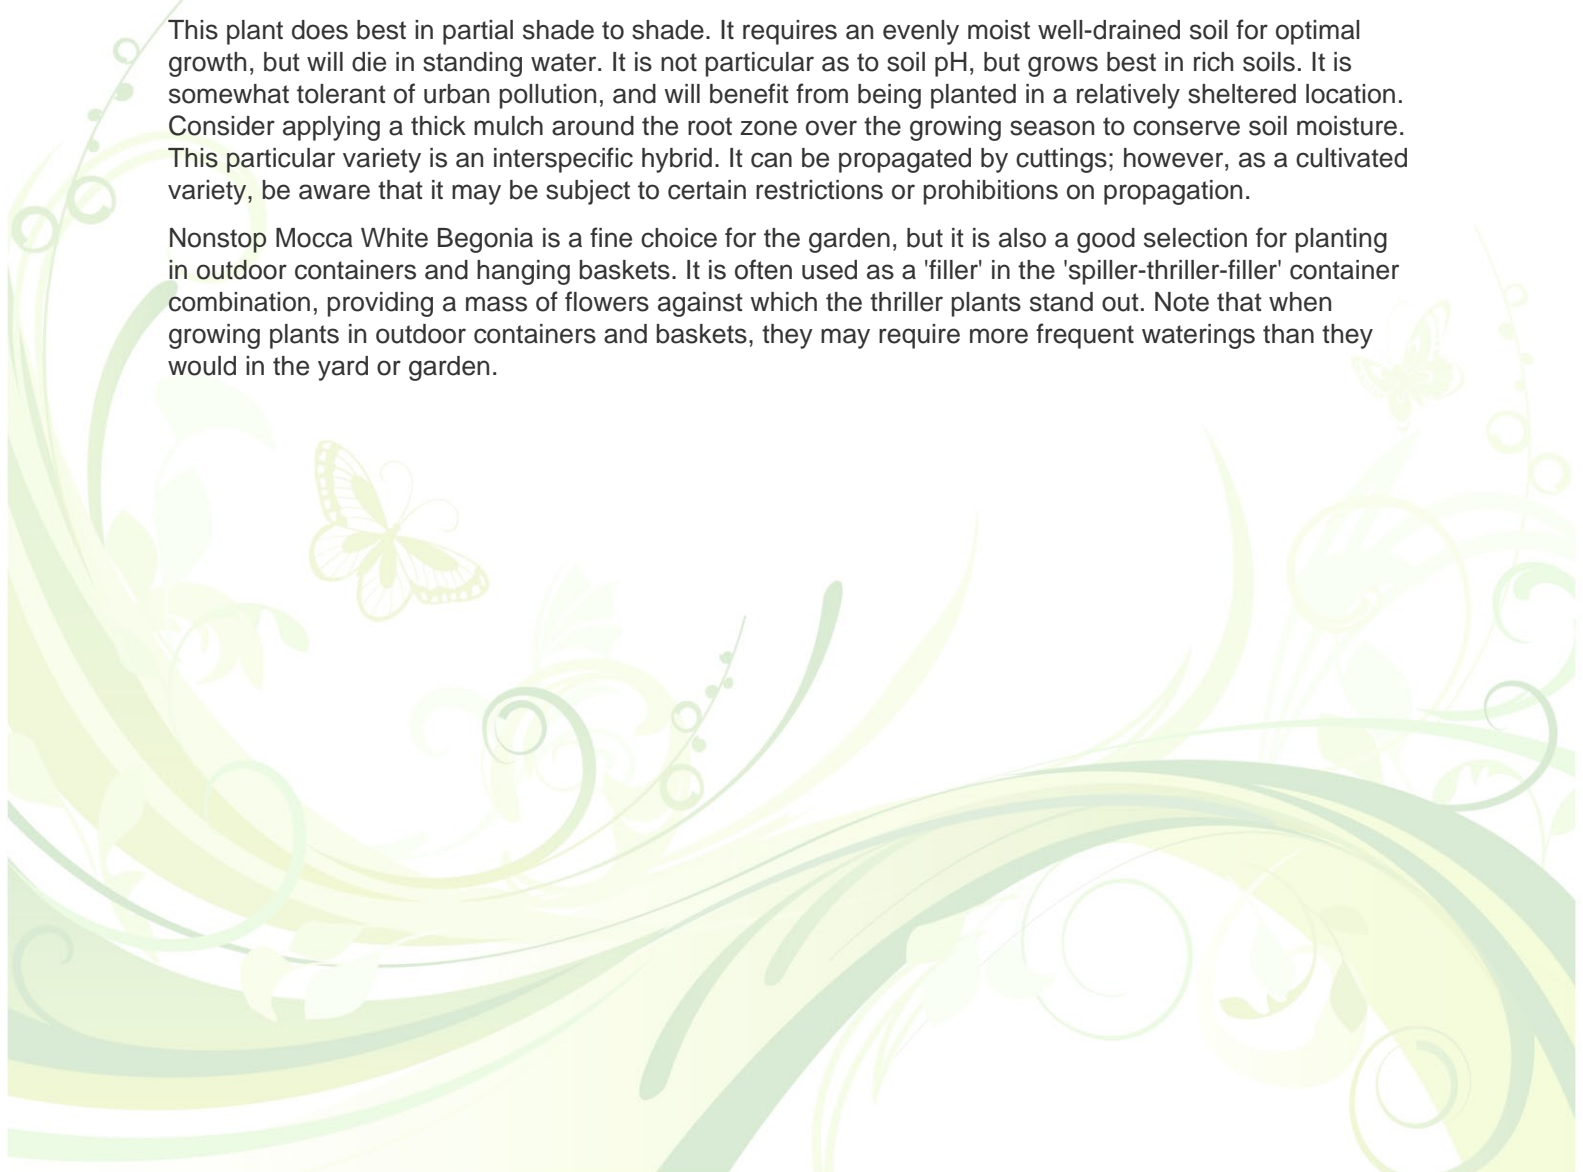 This plant does best in partial shade to shade. It requires an evenly moist well-drained soil for optimal
growth, but will die in standing water. It is not particular as to soil pH, but grows best in rich soils. It is
somewhat tolerant of urban pollution, and will benefit from being planted in a relatively sheltered location.
Consider applying a thick mulch around the root zone over the growing season to conserve soil moisture.
This particular variety is an interspecific hybrid. It can be propagated by cuttings; however, as a cultivated
variety, be aware that it may be subject to certain restrictions or prohibitions on propagation.
Nonstop Mocca White Begonia is a fine choice for the garden, but it is also a good selection for planting
in outdoor containers and hanging baskets. It is often used as a 'filler' in the 'spiller-thriller-filler' container
combination, providing a mass of flowers against which the thriller plants stand out. Note that when
growing plants in outdoor containers and baskets, they may require more frequent waterings than they
would in the yard or garden.